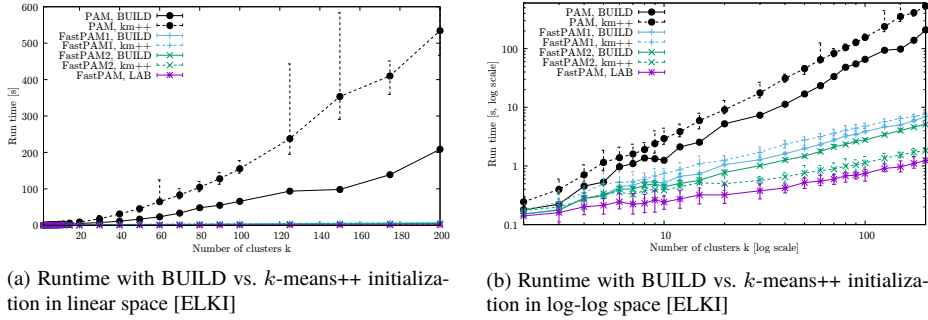 600
500
400
300
200
100
0
Run time [s]
PAM, BUILD
PAM, km++
FastPAM1, BUILD
FastPAM1, km++
FastPAM2, BUILD
FastPAM2, km++
FastPAM, LAB
20 40 60 80 100 120 140 160 180 200
Number of clusters k
(a) Runtime with BUILD vs. k-means++ initializa-
tion in linear space [ELKI]
100
10
1
0.1
Run time [s, log scale]
PAM, BUILD
PAM, km++
FastPAM1, BUILD
FastPAM1, km++
FastPAM2, BUILD
FastPAM2, km++
FastPAM, LAB
10 100
Number of clusters k [log scale]
(b) Runtime with BUILD vs. k-means++ initializa-
tion in log-log space [ELKI]